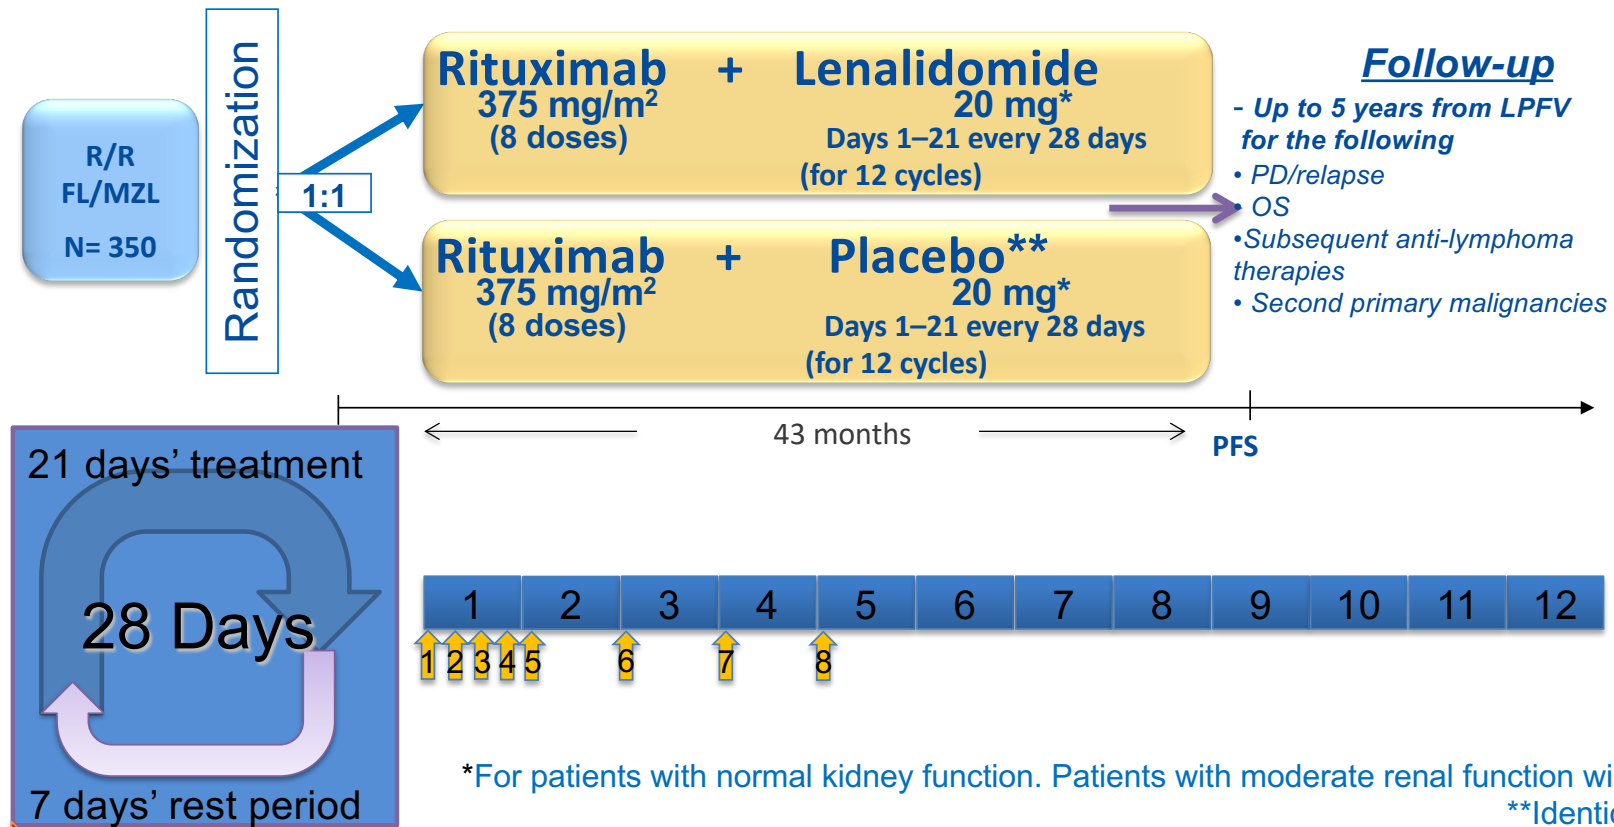 R/R
FL/MZL
N= 350
Randomization
1:1
Rituximab + Lenalidomide
375 mg/m² 20 mg*
(8 doses) Days 1–21 every 28 days
(for 12 cycles)
Rituximab + Placebo**
375 mg/m² 20 mg*
(8 doses) Days 1–21 every 28 days
(for 12 cycles)
Follow-up
- Up to 5 years from LPFV
for the following
• PD/relapse
• OS
•Subsequent anti-lymphoma
therapies
• Second primary malignancies
43 months
PFS
21 days’ treatment
28 Days
7 days’ rest period
1 2 3 4 5 6 7 8 9 10 11 12
1 2 3 4 5 6 7 8
*For patients with normal kidney function. Patients with moderate renal function